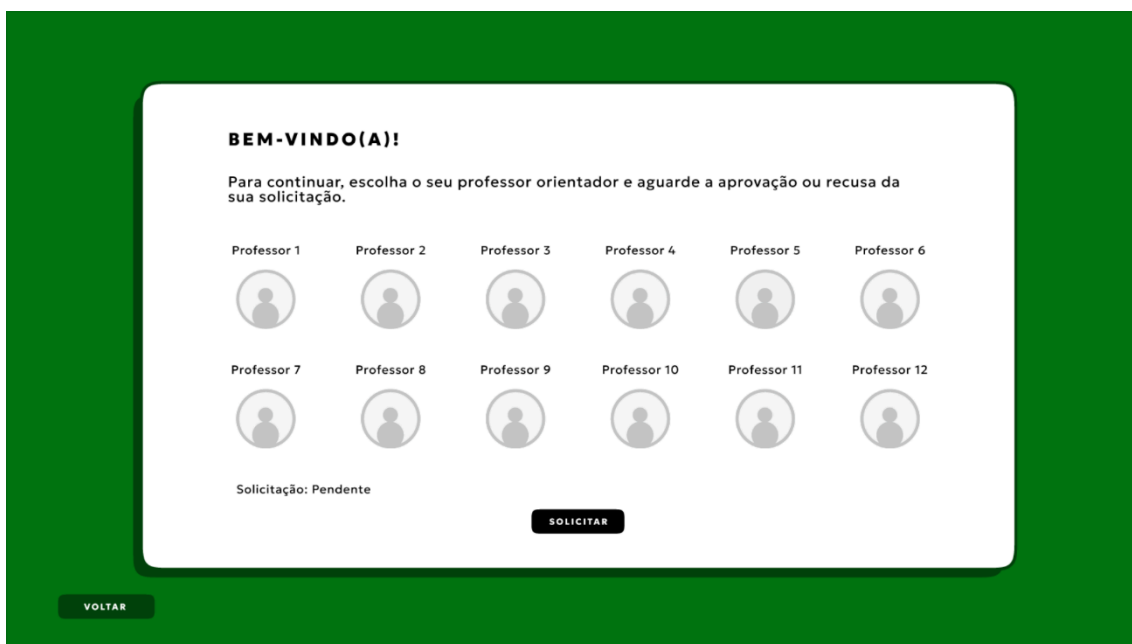 BEM-VINDO(A)!
Para continuar, escolha o seu professor orientador e aguarde a aprovação ou recusa da
sua solicitação.
Professor 1 Professor 2 Professor 3 Professor 4 Professor 5 Professor 6
Professor 7 Professor 8 Professor 9 Professor 10 Professor 11 Professor 12
Solicitação: Pendente
SOLICITAR
VOLTAR